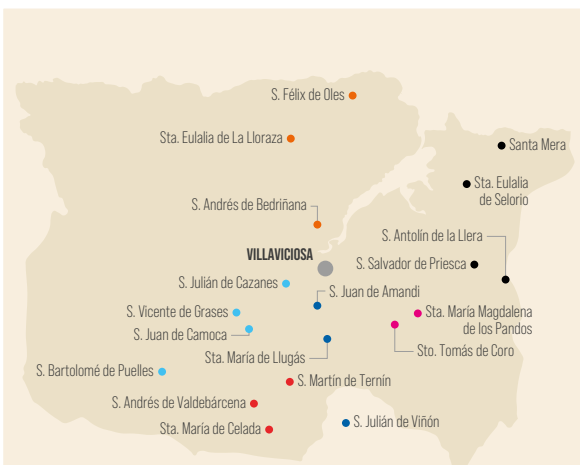 S. Félix de Oles
Sta. Eulalia de La Lloraza
Santa Mera
Sta. Eulalia
de Selorio
S. Andrés de Bedriñana
S. Antolín de la Llera
VILLAVICIOSA
S. Salvador de Priesca
S. Julián de Cazanes
S. Juan de Amandi
S. Vicente de Grases
Sta. María Magdalena
de los Pandos
S. Juan de Camoca
Sto. Tomás de Coro
Sta. María de Llugás
S. Bartolomé de Puelles
S. Martín de Ternín
S. Andrés de Valdebárcena
S. Julián de Viñón
Sta. María de Celada